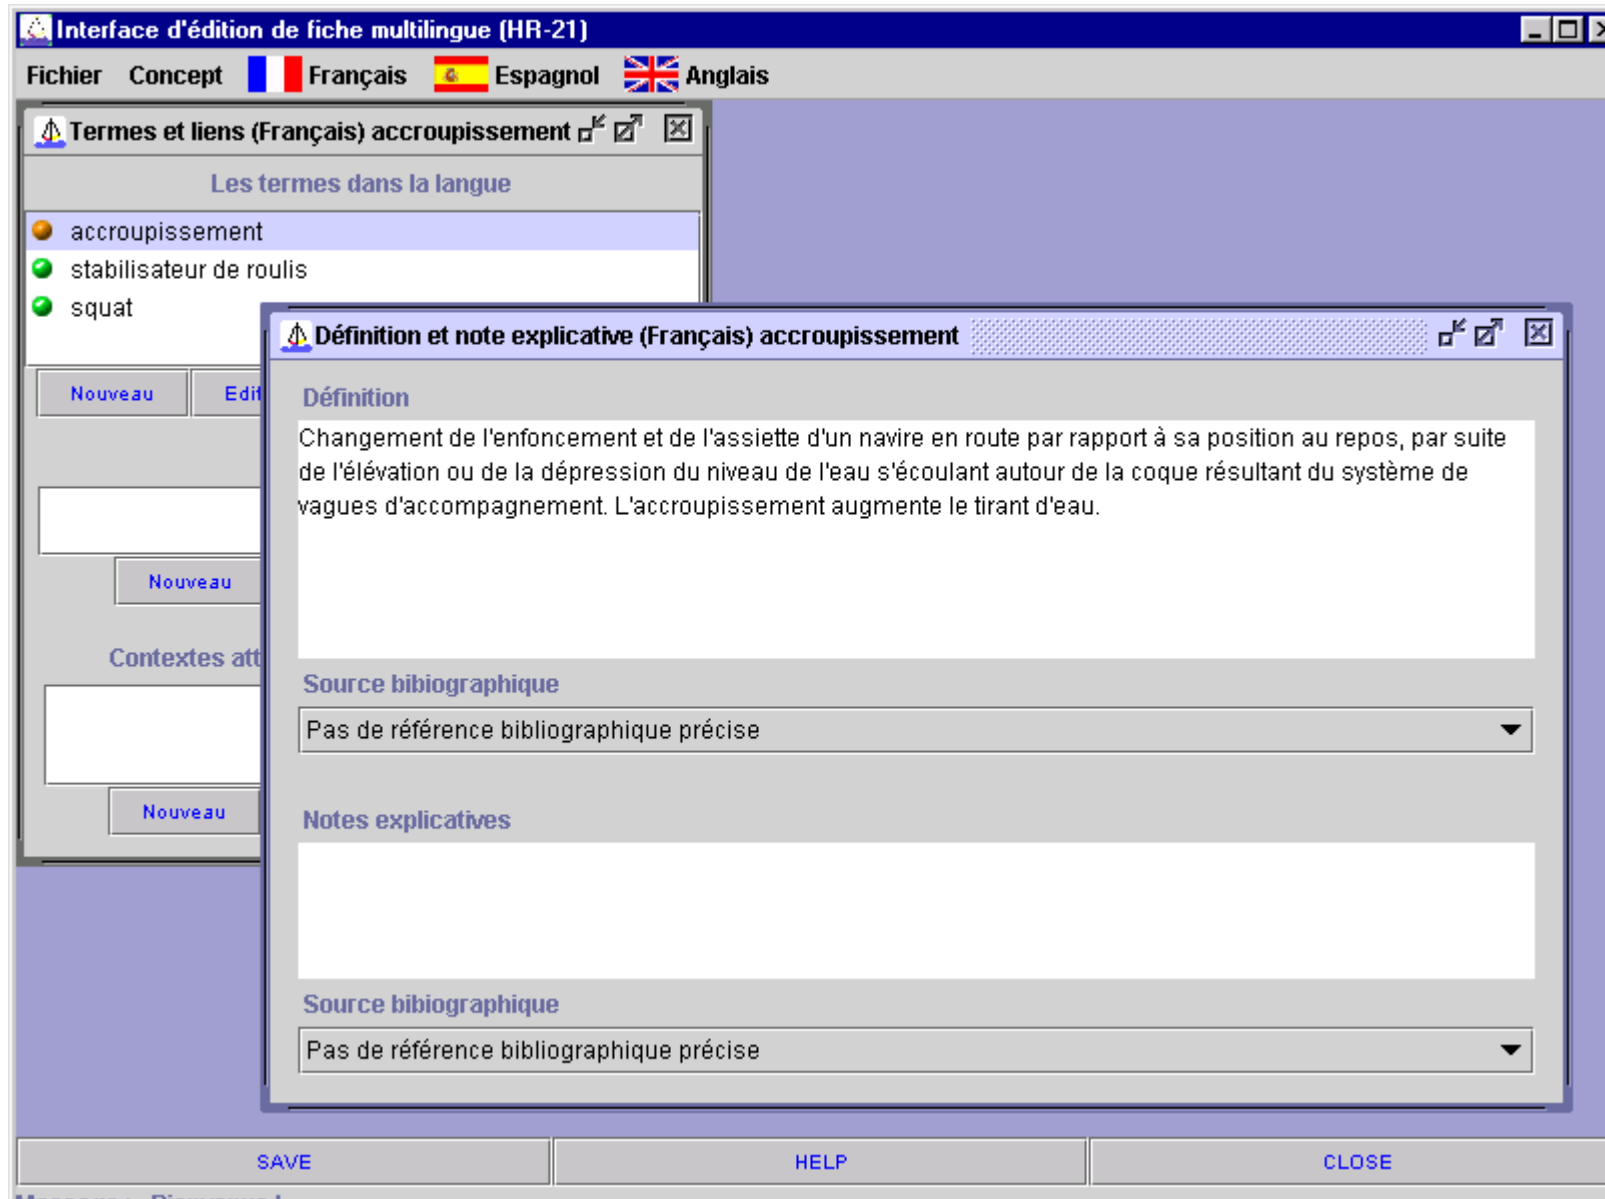 Interface d'édition de fiche multilingue (HR-21)
Fichier Concept Français Espagnol Anglais
Termes et liens (Français) accroupissement
Les termes dans la langue
accroupissement
stabilisateur de roulis
squat
Nouveau
Nouveau
Contextes att
Nouveau
Définition et note explicative (Français) accroupissement
Définition
Changement de l'enfoncement et de l'assiette d'un navire en route par rapport à sa position au repos, par suite
de l'élévation ou de la dépression du niveau de l'eau s'écoulant autour de la coque résultant du système de
vagues d'accompagnement. L'accroupissement augmente le tirant d'eau.
Source bibiographique
Pas de référence bibliographique précise
Notes explicatives
Source bibiographique
Pas de référence bibliographique précise
SAVE HELP CLOSE